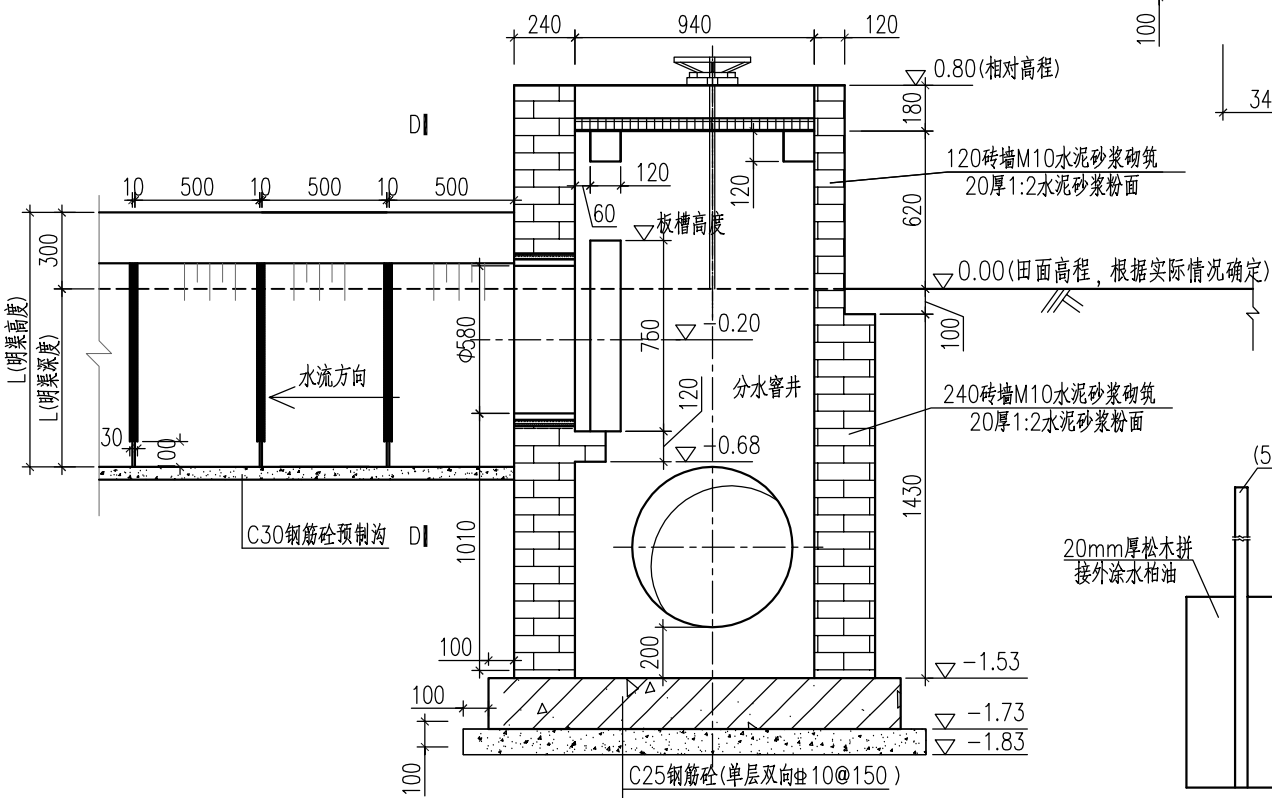 240
940
120
100
0.80(相对高程)
180
34
D
120砖墙M10水泥砂浆砌筑
20厚1:2水泥砂浆粉面
10
500
10
500
10
500
120
120
60
板槽高度
620
300
0.00(田面高程，根据实际情况确定)
100
L(明渠高度)
L(明渠深度)
Φ580
760
-0.20
水流方向
分水窖井
120
240砖墙M10水泥砂浆砌筑
20厚1:2水泥砂浆粉面
30
100
-0.68
(5
1430
C30钢筋砼预制沟
D
1010
20mm厚松木拼
接外涂水柏油
100
200
-1.53
100
-1.73
-1.83
100
C25钢筋砼(单层双向⌀10@150)